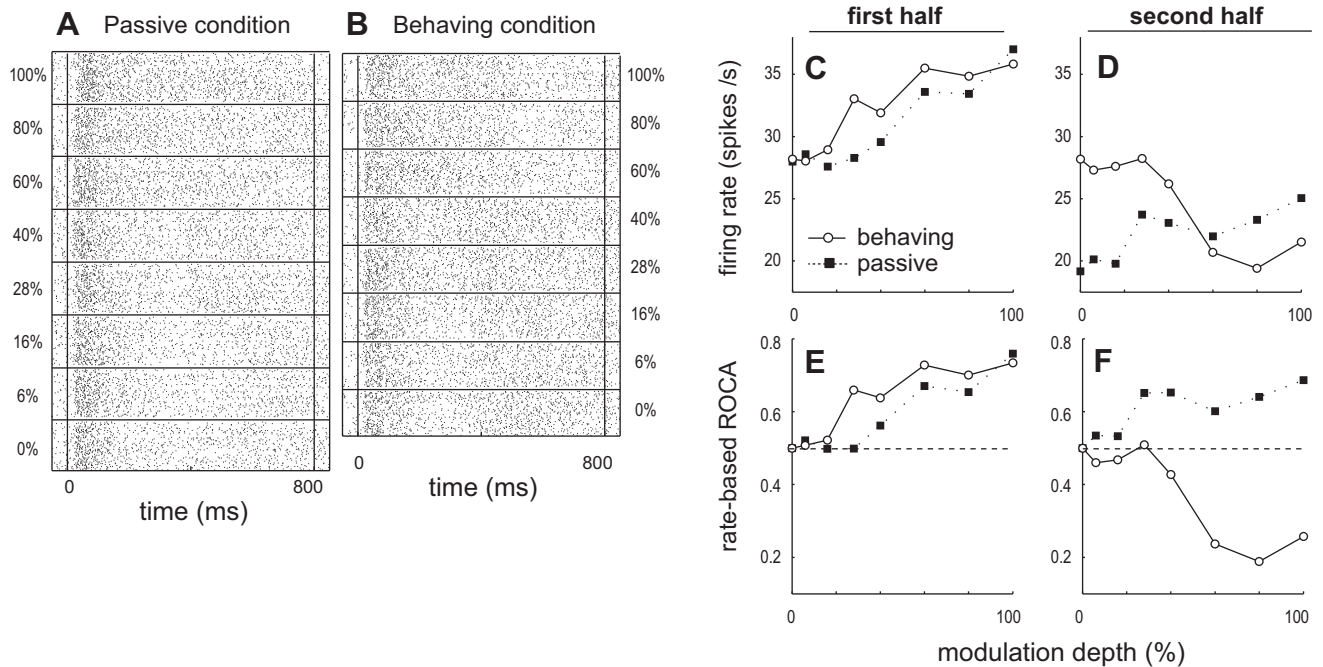 A Passive condition
100%
80%
60%
40%
28%
16%
6%
0%
0 800
time (ms)
B Behaving condition
100%
80%
60%
40%
28%
16%
6%
0%
0 800
time (ms)
first half
second half
firing rate (spikes /s)
C
35
30
25
20
behaving
passive
0 100
D
35
30
25
20
0 100
rate-based ROCA
E
0.8
0.6
0.4
0.2
0 100
F
0.8
0.6
0.4
0.2
0 100
modulation depth (%)